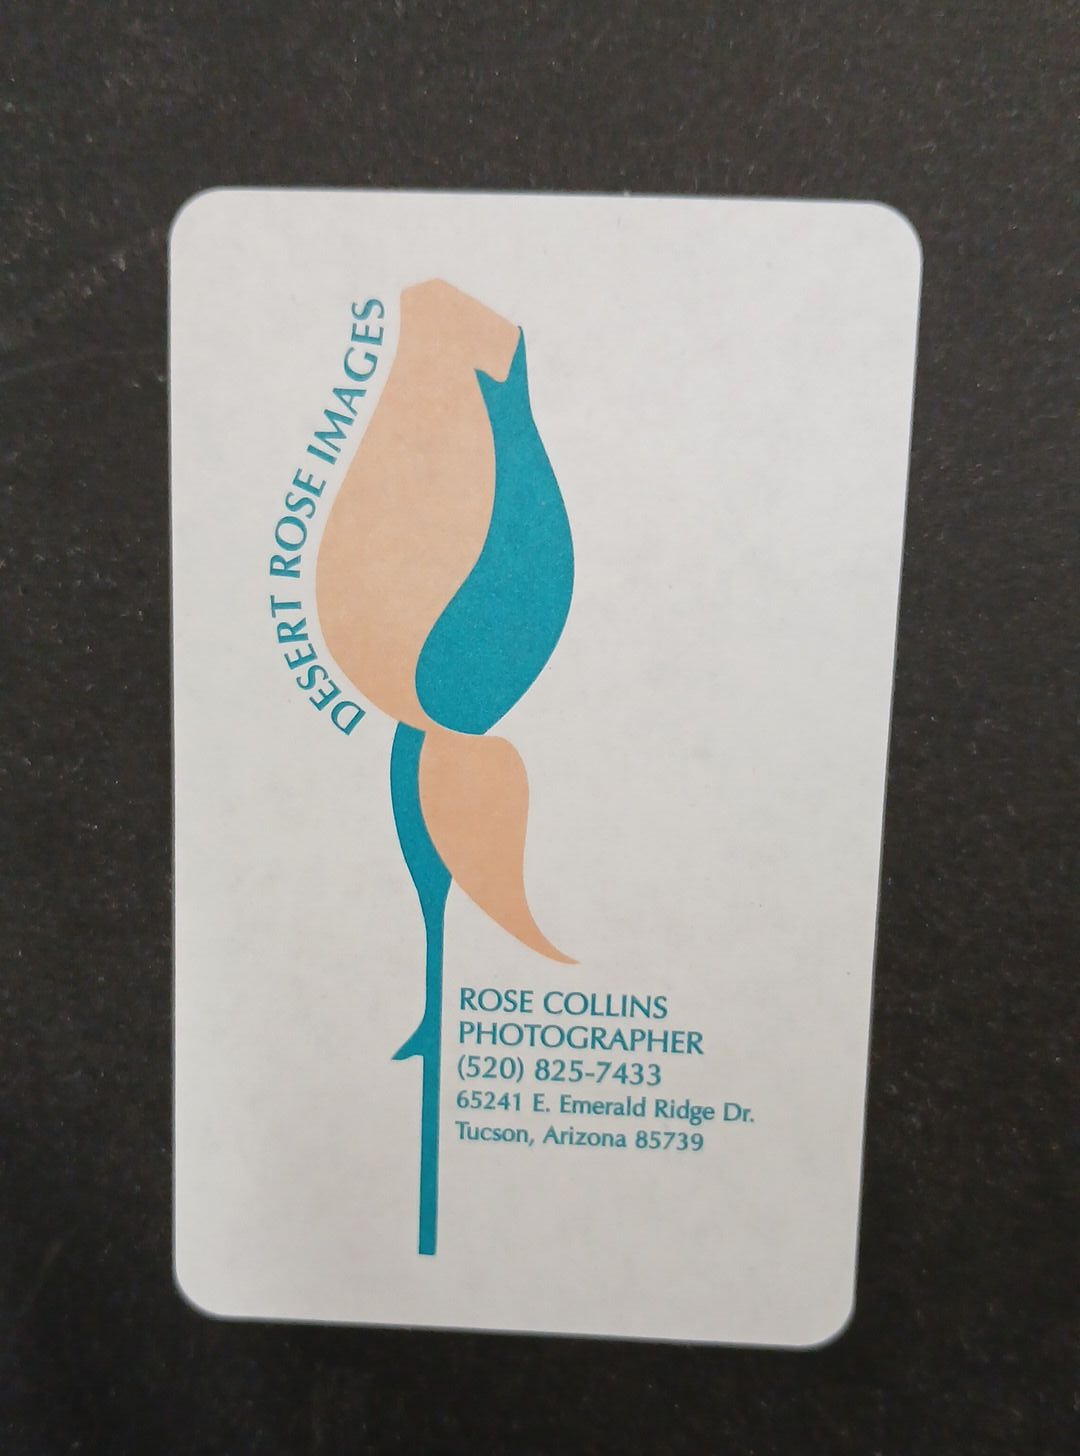 DESERT ROSE IMAGES
ROSE COLLINS
PHOTOGRAPHER
(520) 825-7433
65241 E. Emerald Ridge Dr.
Tucson, Arizona 85739